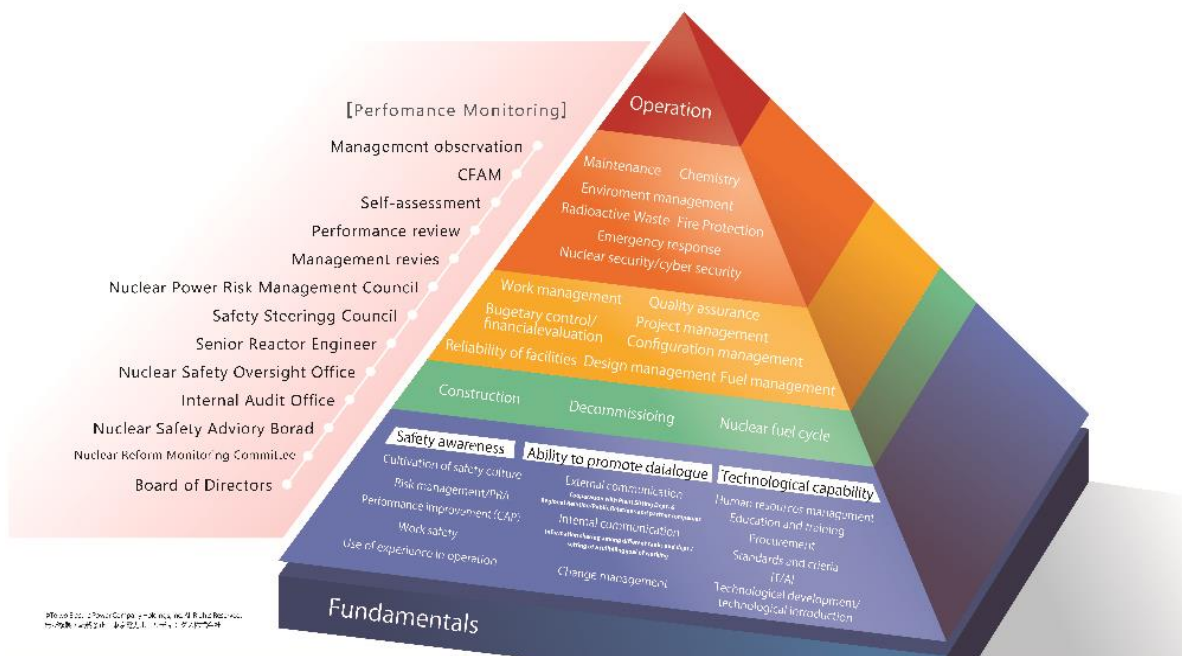 [Perfomance Monitoring]
Management observation
CFAM
Self-assessment
Performance review
Management revies
Nuclear Power Risk Management Council
Safety Steeringg Council
Senior Reactor Engineer
Nuclear Safety Oversight Office
Internal Audit Office
Nuclear Safety Adviory Borad
Nuclear Reform Monitoring Committee
Board of Directors
Operation
Maintenance Chemistry
Enviroment management
Radioactive Waste Fire Protection
Emergency response
Nuclear security/cyber security
Work management Quality assurance
Bugetary control/
financialevaluation
Project management
Configuration management
Reliability of facilities Design management Fuel management
Construction Decommissioing Nuclear fuel cycle
Safety awareness
Cultivation of safety culture
Risk management/PRA
Performance improvement (CAP)
Work safety
Use of experience in operation
Ability to promote daialogue
External communication
Internal communication
Change management
Technological capability
Human resources management
Education and training
Procurement
Standards and criteria
IT/AI
Technological development/
technological introduction
Fundamentals